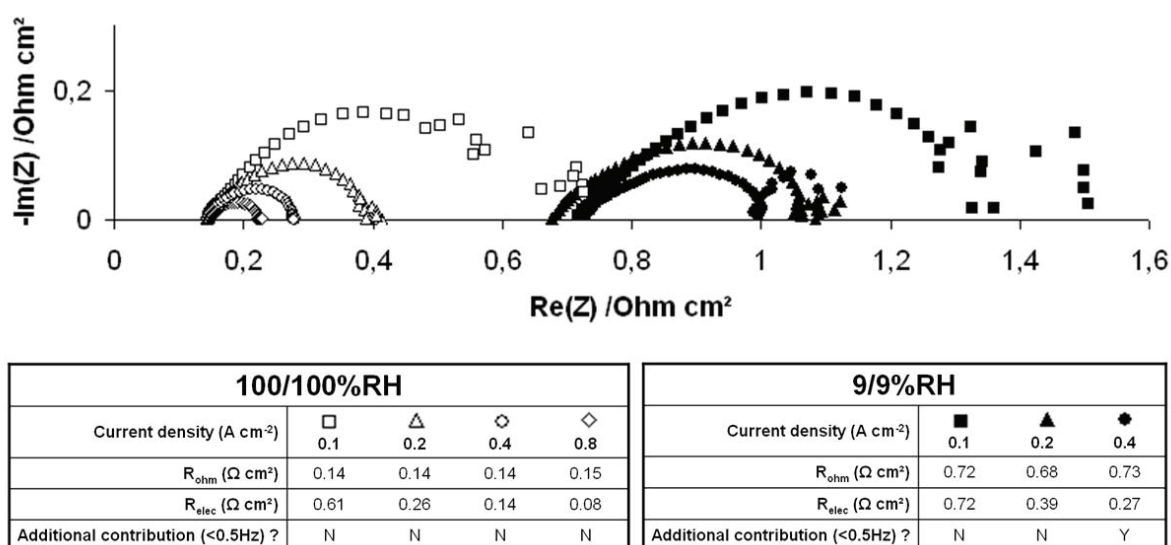 -Im(Z) /Ohm cm²
0,2
0
0 0,2 0,4 0,6 0,8 1 1,2 1,4 1,6
Re(Z) /Ohm cm²
100/100%RH
Current density (A cm⁻²) 0.1 0.2 0.4 0.8
Rohm (Ω cm²) 0.14 0.14 0.14 0.15
Relec (Ω cm²) 0.61 0.26 0.14 0.08
Additional contribution (<0.5Hz) ? N N N N
9/9%RH
Current density (A cm⁻²) 0.1 0.2 0.4
Rohm (Ω cm²) 0.72 0.68 0.73
Relec (Ω cm²) 0.72 0.39 0.27
Additional contribution (<0.5Hz) ? N N Y